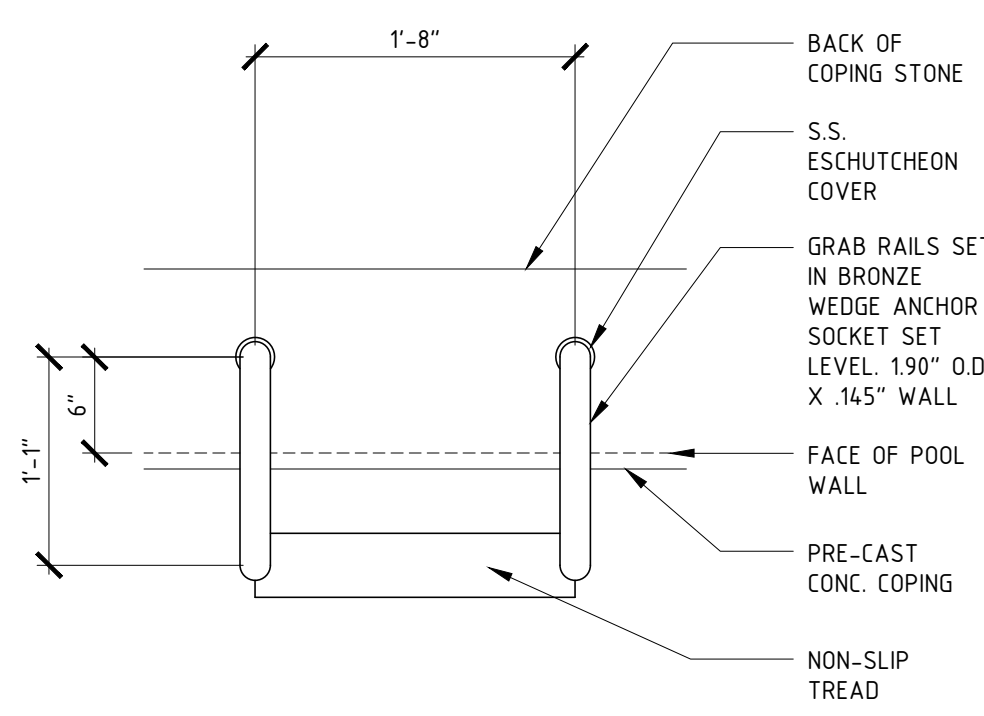 1'-8"
BACK OF
COPING STONE
S.S.
ESCHUTCHEON
COVER
GRAB RAILS SET
IN BRONZE
WEDGE ANCHOR
SOCKET SET
LEVEL. 1.90" O.D
X .145" WALL
6"
1'-1"
FACE OF POOL
WALL
PRE-CAST
CONC. COPING
NON-SLIP
TREAD